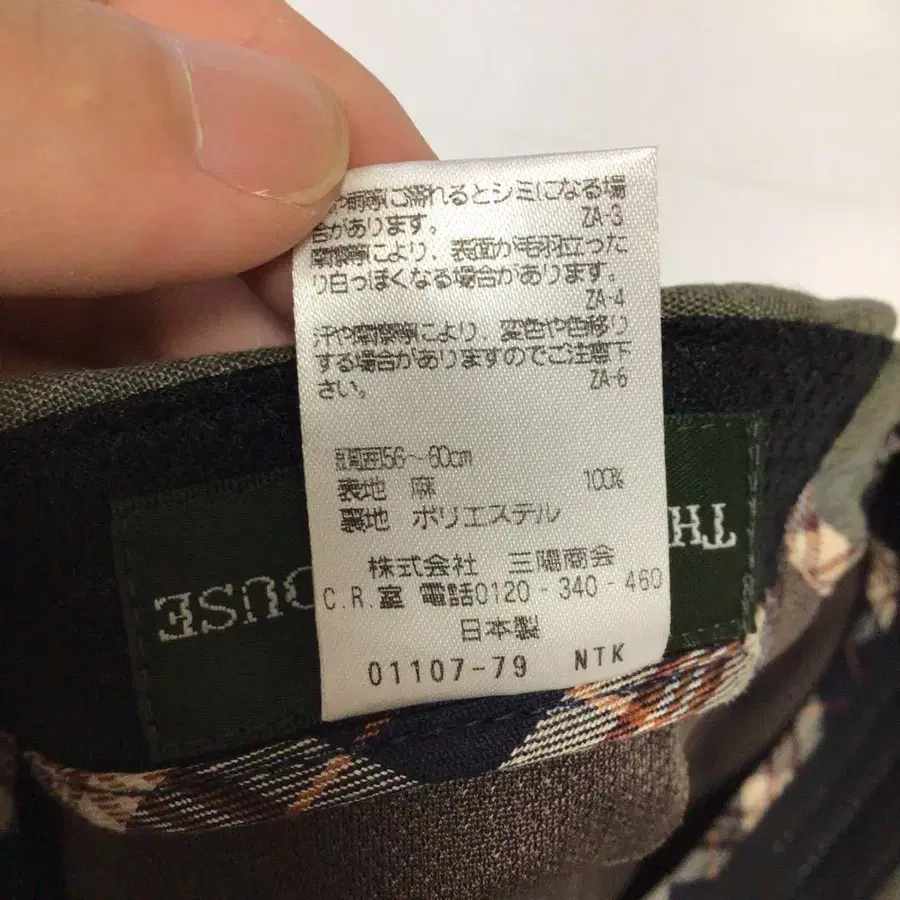 や雨等に濡れるとシミになる場
合があります。 ZA-3
摩擦等により、表面が毛羽立った
り白っぽくなる場合があります。
ZA-4
汗や摩擦等により、変色や色移り
する場合がありますのでご注意下
さい。 ZA-6
頭周囲56〜60cm
表地 麻 100%
裏地 ポリエステル
株式会社 三陽商会
C.R.室 電話0120-340-460
日本製
01107-79 NTK
TH
OUSE